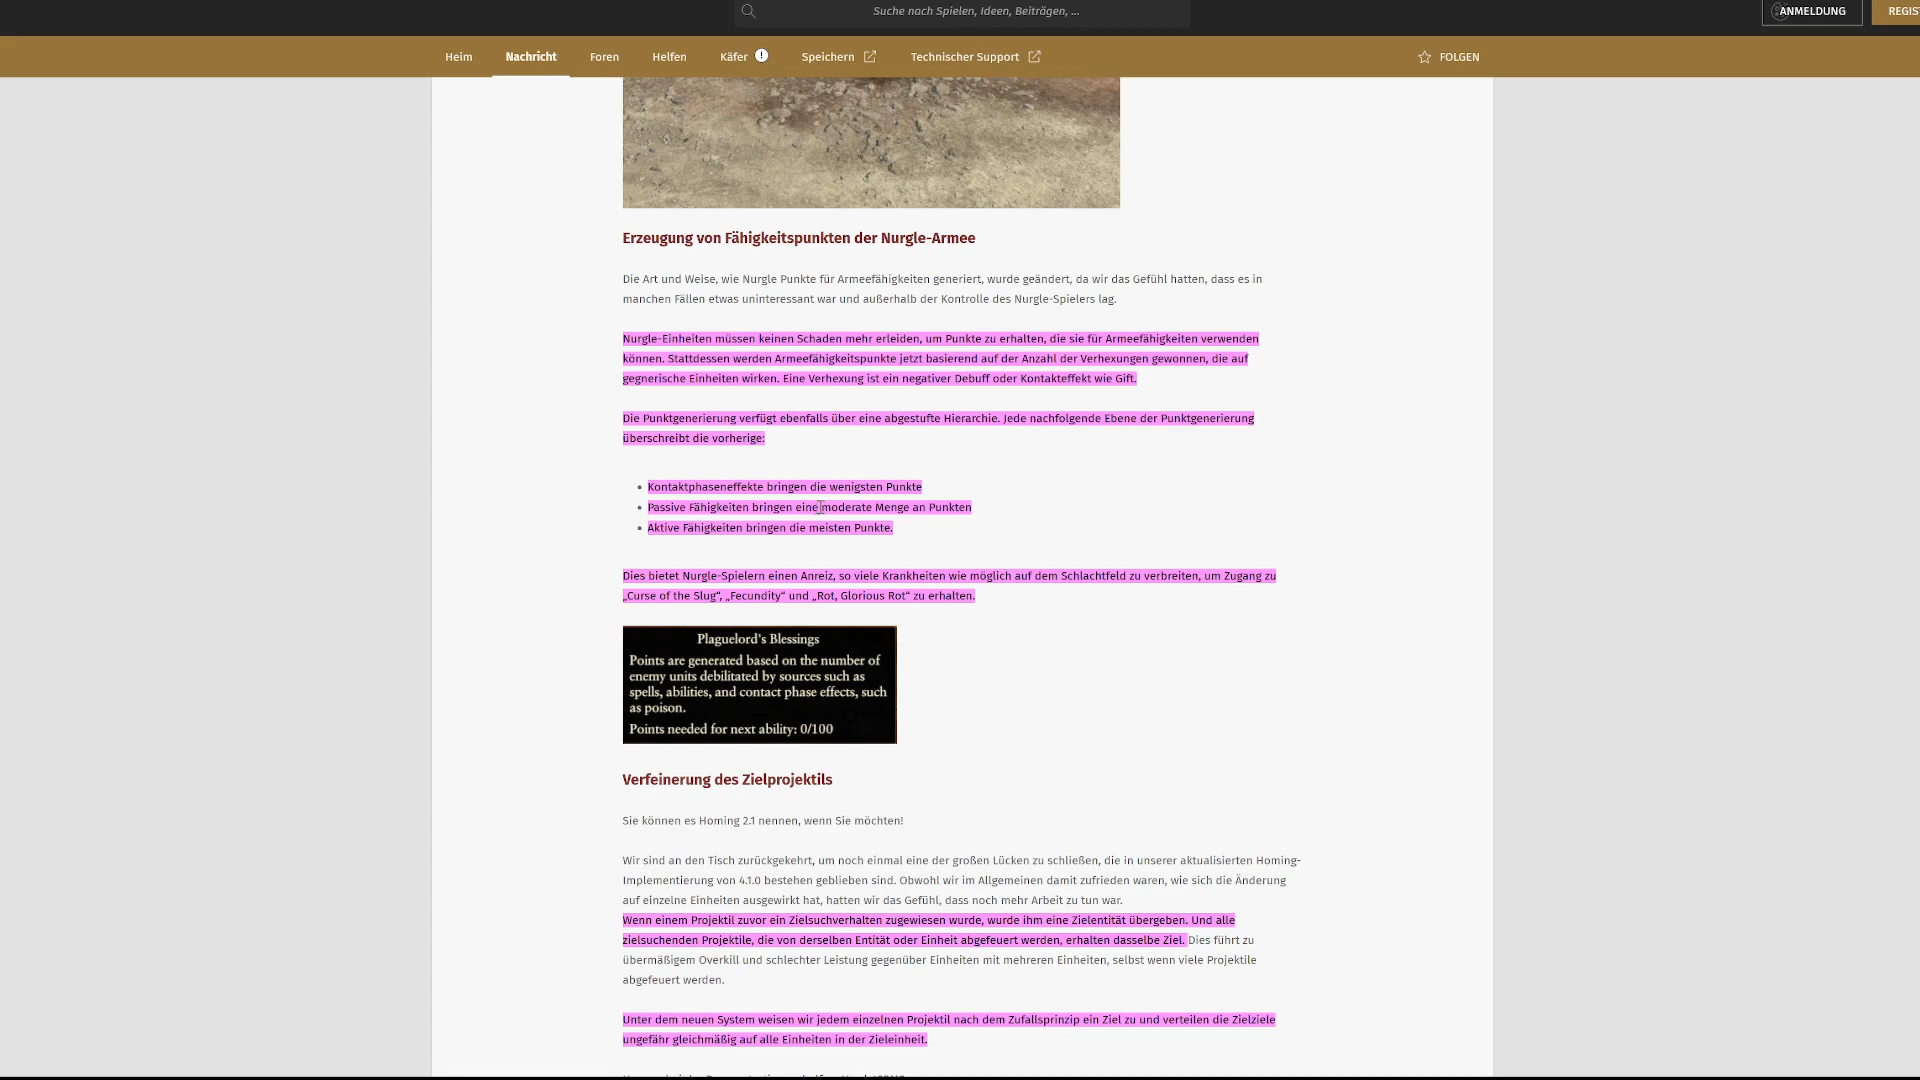 Suche nach Spielen, Ideen, Beiträgen, ...
ANMELDUNG
REGIS
Heim
Nachricht
Foren
Helfen
Käfer
Speichern
Technischer Support
FOLGEN
Erzeugung von Fähigkeitspunkten der Nurgle-Armee
Die Art und Weise, wie Nurgle Punkte für Armeefähigkeiten generiert, wurde geändert, da wir das Gefühl hatten, dass es in
manchen Fällen etwas uninteressant war und außerhalb der Kontrolle des Nurgle-Spielers lag.
Nurgle-Einheiten müssen keinen Schaden mehr erleiden, um Punkte zu erhalten, die sie für Armeefähigkeiten verwenden
können. Stattdessen werden Armeefähigkeitspunkte jetzt basierend auf der Anzahl der Verhexungen gewonnen, die auf
gegnerische Einheiten wirken. Eine Verhexung ist ein negativer Debuff oder Kontakteffekt wie Gift.
Die Punktgenerierung verfügt ebenfalls über eine abgestufte Hierarchie. Jede nachfolgende Ebene der Punktgenerierung
überschreibt die vorherige:
Kontaktphaseneffekte bringen die wenigsten Punkte
Passive Fähigkeiten bringen eine moderate Menge an Punkten
Aktive Fähigkeiten bringen die meisten Punkte.
Dies bietet Nurgle-Spielern einen Anreiz, so viele Krankheiten wie möglich auf dem Schlachtfeld zu verbreiten, um Zugang zu
„Curse of the Slug“, „Fecundity“ und „Rot, Glorious Rot“ zu erhalten.
Plaguelord's Blessings
Points are generated based on the number of
enemy units debilitated by sources such as
spells, abilities, and contact phase effects, such
as poison.
Points needed for next ability: 0/100
Verfeinerung des Zielprojektils
Sie können es Homing 2.1 nennen, wenn Sie möchten!
Wir sind an den Tisch zurückgekehrt, um noch einmal eine der großen Lücken zu schließen, die in unserer aktualisierten Homing-
Implementierung von 4.1.0 bestehen geblieben sind. Obwohl wir im Allgemeinen damit zufrieden waren, wie sich die Änderung
auf einzelne Einheiten ausgewirkt hat, hatten wir das Gefühl, dass noch mehr Arbeit zu tun war.
Wenn einem Projektil zuvor ein Zielsuchverhalten zugewiesen wurde, wurde ihm eine Zielentität übergeben. Und alle
zielsuchenden Projektile, die von derselben Entität oder Einheit abgefeuert werden, erhalten dasselbe Ziel. Dies führt zu
übermäßigem Overkill und schlechter Leistung gegenüber Einheiten mit mehreren Einheiten, selbst wenn viele Projektile
abgefeuert werden.
Unter dem neuen System weisen wir jedem einzelnen Projektil nach dem Zufallsprinzip ein Ziel zu und verteilen die Zielziele
ungefähr gleichmäßig auf alle Einheiten in der Zieleinheit.